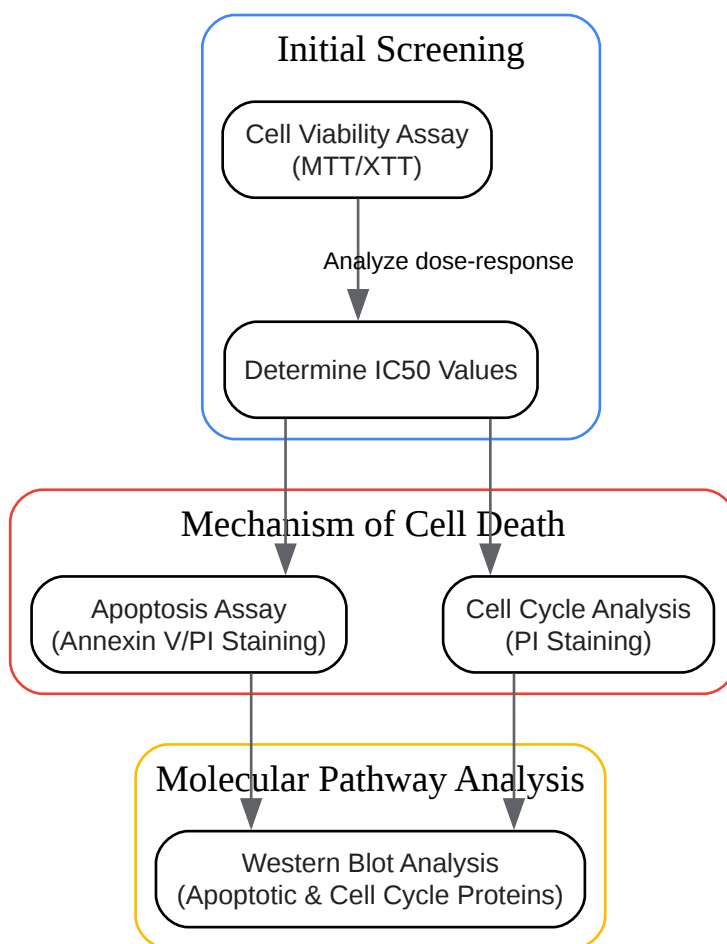 Initial Screening
Cell Viability Assay
(MTT/XTT)
Analyze dose-response
Determine IC50 Values
Mechanism of Cell Death
Apoptosis Assay
(Annexin V/PI Staining)
Cell Cycle Analysis
(PI Staining)
Molecular Pathway Analysis
Western Blot Analysis
(Apoptotic & Cell Cycle Proteins)